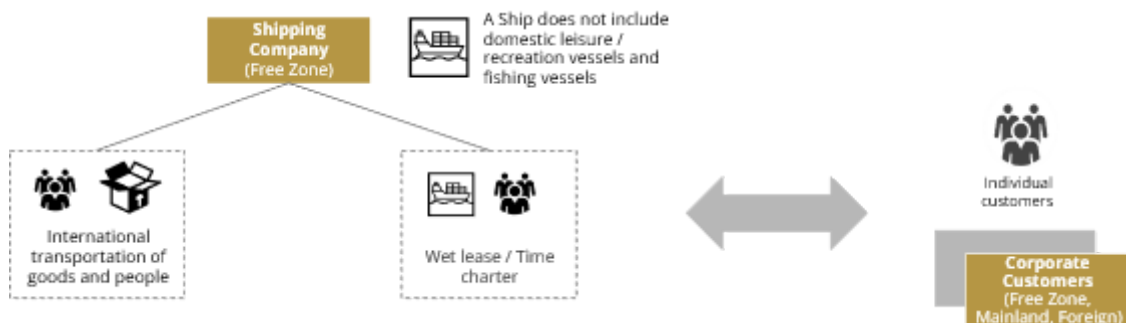 Shipping
Company
(Free Zone)
A Ship does not include
domestic leisure /
recreation vessels and
fishing vessels
International
transportation of
goods and people
Wet lease / Time
charter
Individual
customers
Corporate
Customers
(Free Zone,
Mainland, Foreign)